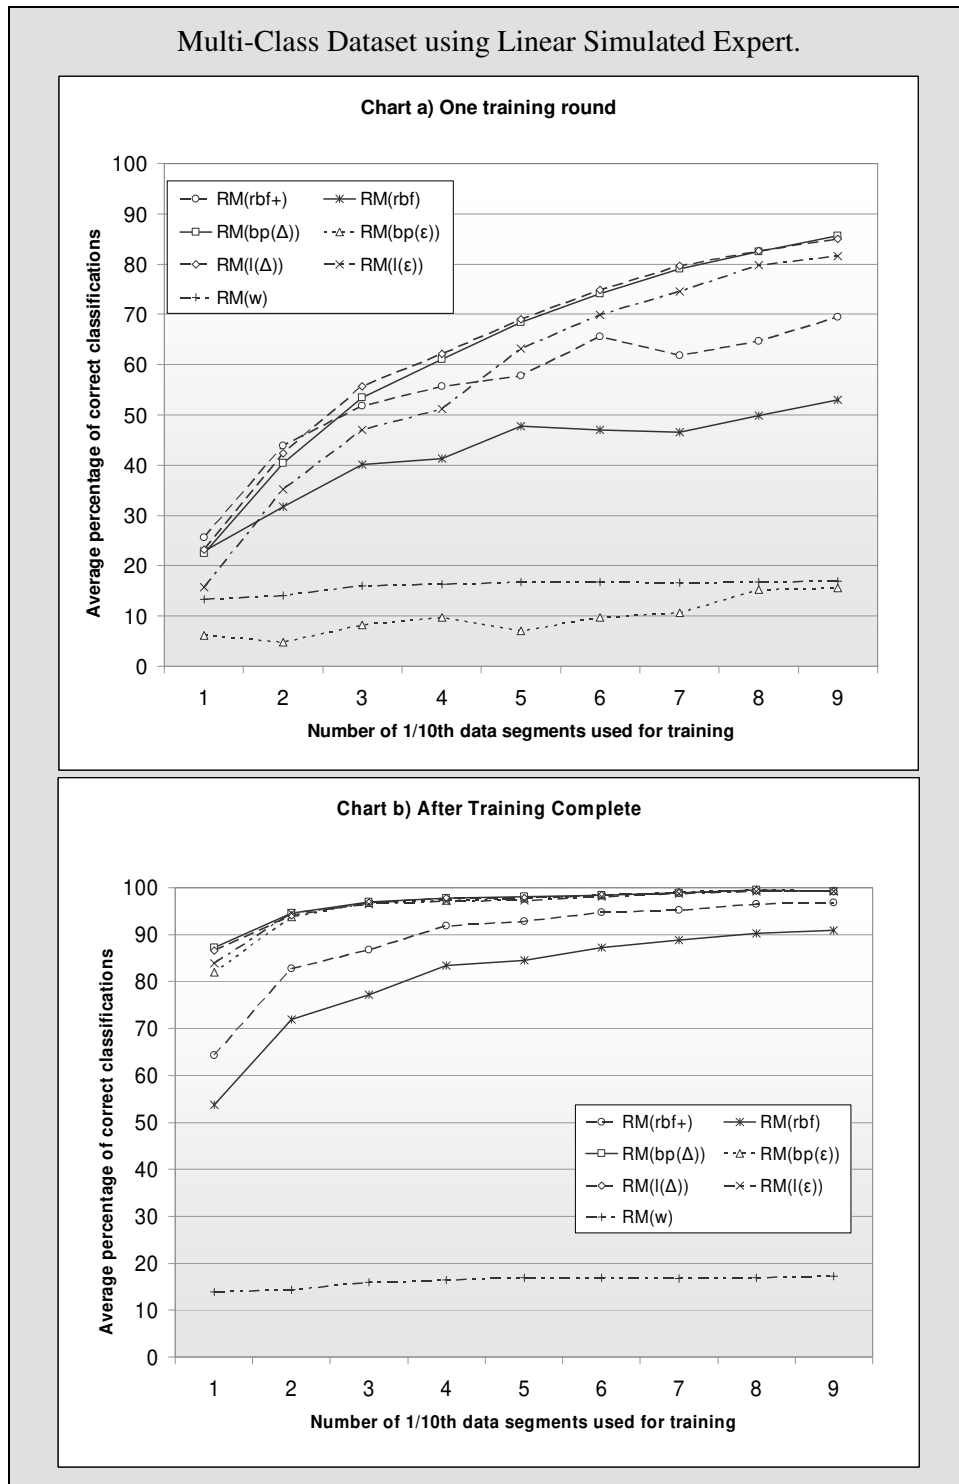 Multi-Class Dataset using Linear Simulated Expert.
Chart a) One training round
Average percentage of correct classifications
100
90
80
70
60
50
40
30
20
10
0
RM(rbf+) RM(rbf)
RM(bp(Δ)) RM(bp(ε))
RM(l(Δ)) RM(l(ε))
RM(w)
1 2 3 4 5 6 7 8 9
Number of 1/10th data segments used for training
Chart b) After Training Complete
Average percentage of correct classifications
100
90
80
70
60
50
40
30
20
10
0
RM(rbf+) RM(rbf)
RM(bp(Δ)) RM(bp(ε))
RM(l(Δ)) RM(l(ε))
RM(w)
1 2 3 4 5 6 7 8 9
Number of 1/10th data segments used for training